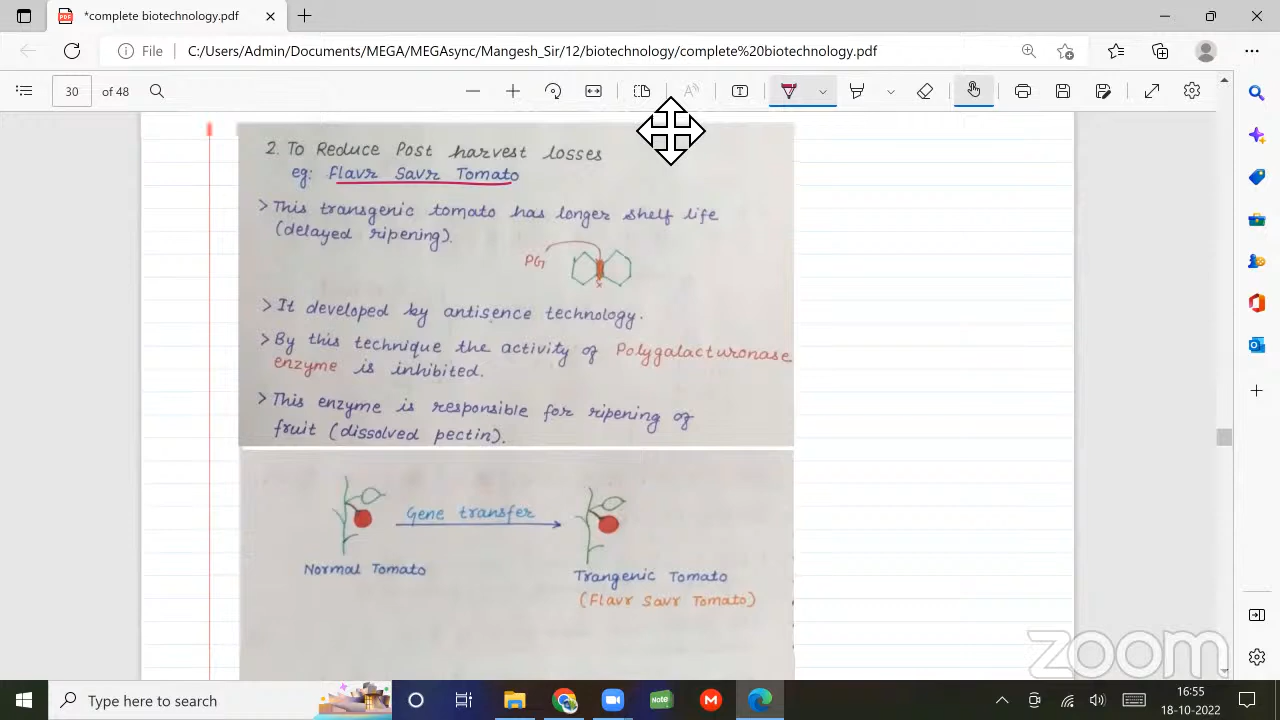 *complete biotechnology.pdf
File
C:/Users/Admin/Documents/MEGA/MEGAsync/Mangesh_Sir/12/biotechnology/complete%20biotechnology.pdf
30 of 48
2. To Reduce Post harvest losses
eg: Flavr Savr Tomato
> This transgenic tomato has longer shelf life
(delayed ripening).
PG
> It developed by antisence technology.
> By this technique the activity of Polygalacturonase
enzyme is inhibited.
> This enzyme is responsible for ripening of
fruit (dissolved pectin).
Gene transfer
Normal Tomato
Trangenic Tomato
(Flavr Savr Tomato)
zoom
Type here to search
Note
16:55
18-10-2022